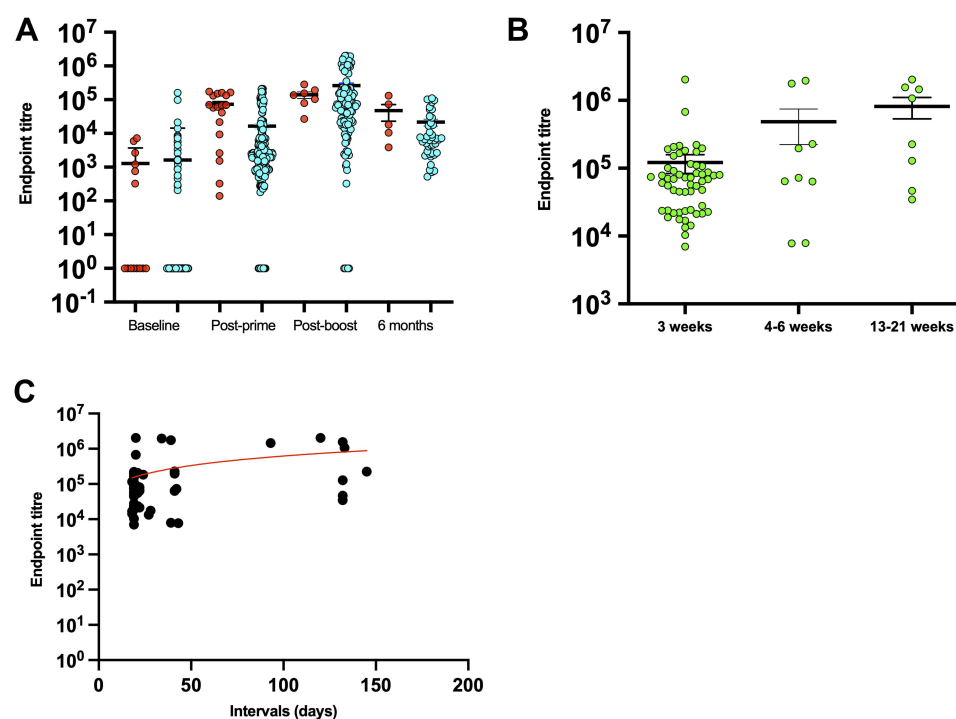 A
Endpoint titre
10^7
10^6
10^5
10^4
10^3
10^2
10^1
10^0
10^-1
Baseline Post-prime Post-boost 6 months
B
Endpoint titre
10^7
10^6
10^5
10^4
10^3
3 weeks 4-6 weeks 13-21 weeks
C
Endpoint titre
10^7
10^6
10^5
10^4
10^3
10^2
10^1
10^0
0 50 100 150 200
Intervals (days)